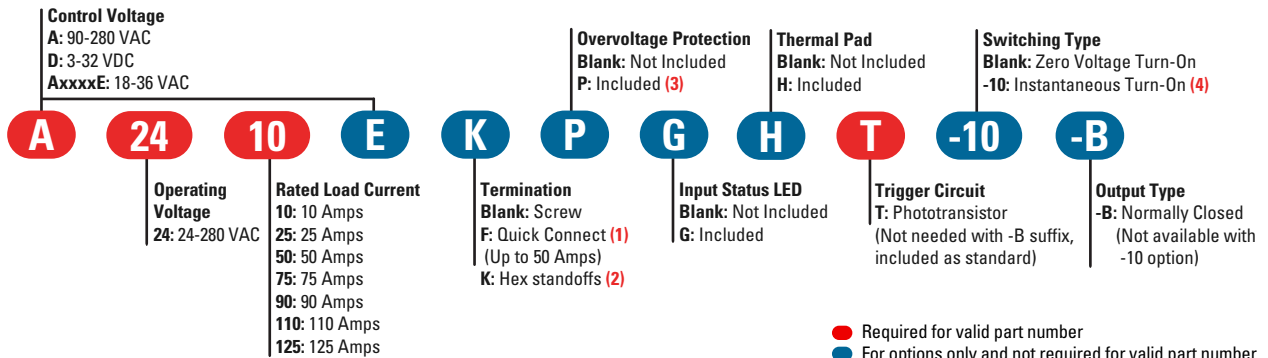 Control Voltage
A: 90-280 VAC
D: 3-32 VDC
AxxxxE: 18-36 VAC
Overvoltage Protection
Blank: Not Included
P: Included (3)
Thermal Pad
Blank: Not Included
H: Included
Switching Type
Blank: Zero Voltage Turn-On
-10: Instantaneous Turn-On (4)
A 24 10 E K P G H T -10 -B
Operating
Voltage
24: 24-280 VAC
Rated Load Current
10: 10 Amps
25: 25 Amps
50: 50 Amps
75: 75 Amps
90: 90 Amps
110: 110 Amps
125: 125 Amps
Termination
Blank: Screw
F: Quick Connect (1)
(Up to 50 Amps)
K: Hex standoffs (2)
Input Status LED
Blank: Not Included
G: Included
Trigger Circuit
T: Phototransistor
(Not needed with -B suffix,
included as standard)
Output Type
-B: Normally Closed
(Not available with
-10 option)
Required for valid part number
For options only and not required for valid part number